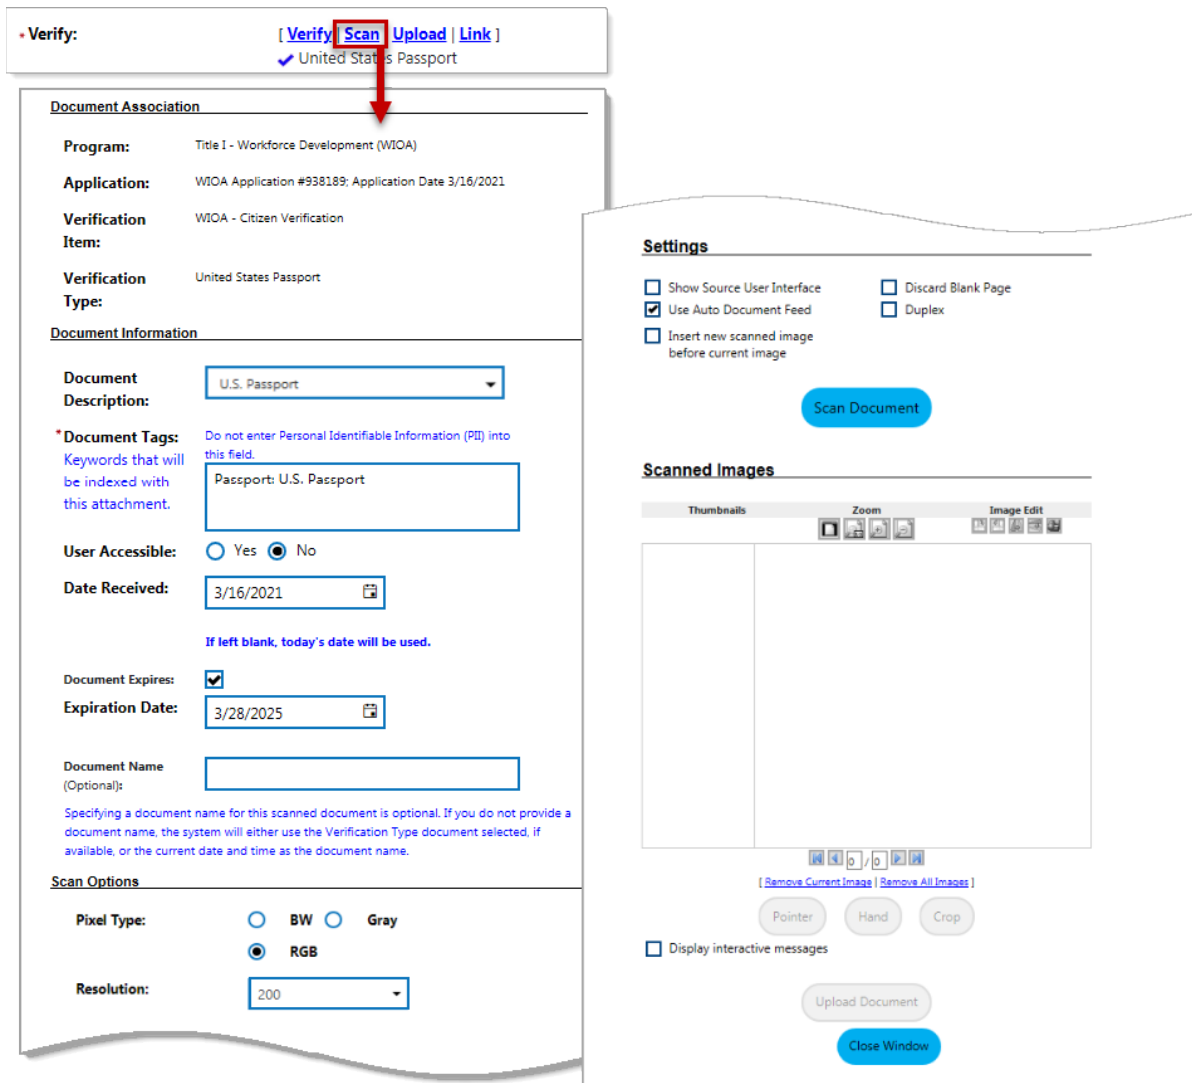 * Verify: [ Verify | Scan | Upload | Link ]
United States Passport
Document Association
Program: Title I - Workforce Development (WIOA)
Application: WIOA Application #938189; Application Date 3/16/2021
Verification Item: WIOA - Citizen Verification
Verification Type: United States Passport
Document Information
Document Description: U.S. Passport
* Document Tags: Do not enter Personal Identifiable Information (PII) into
this field.
Keywords that will
be indexed with
this attachment.
Passport: U.S. Passport
User Accessible: Yes No
Date Received: 3/16/2021
If left blank, today's date will be used.
Document Expires:
Expiration Date: 3/28/2025
Document Name
(Optional):
Specifying a document name for this scanned document is optional. If you do not provide a
document name, the system will either use the Verification Type document selected, if
available, or the current date and time as the document name.
Scan Options
Pixel Type: BW Gray
RGB
Resolution: 200
Settings
Show Source User Interface Discard Blank Page
Use Auto Document Feed Duplex
Insert new scanned image
before current image
Scan Document
Scanned Images
Thumbnails Zoom Image Edit
0 / 0
[ Remove Current Image | Remove All Images ]
Pointer Hand Crop
Display interactive messages
Upload Document
Close Window